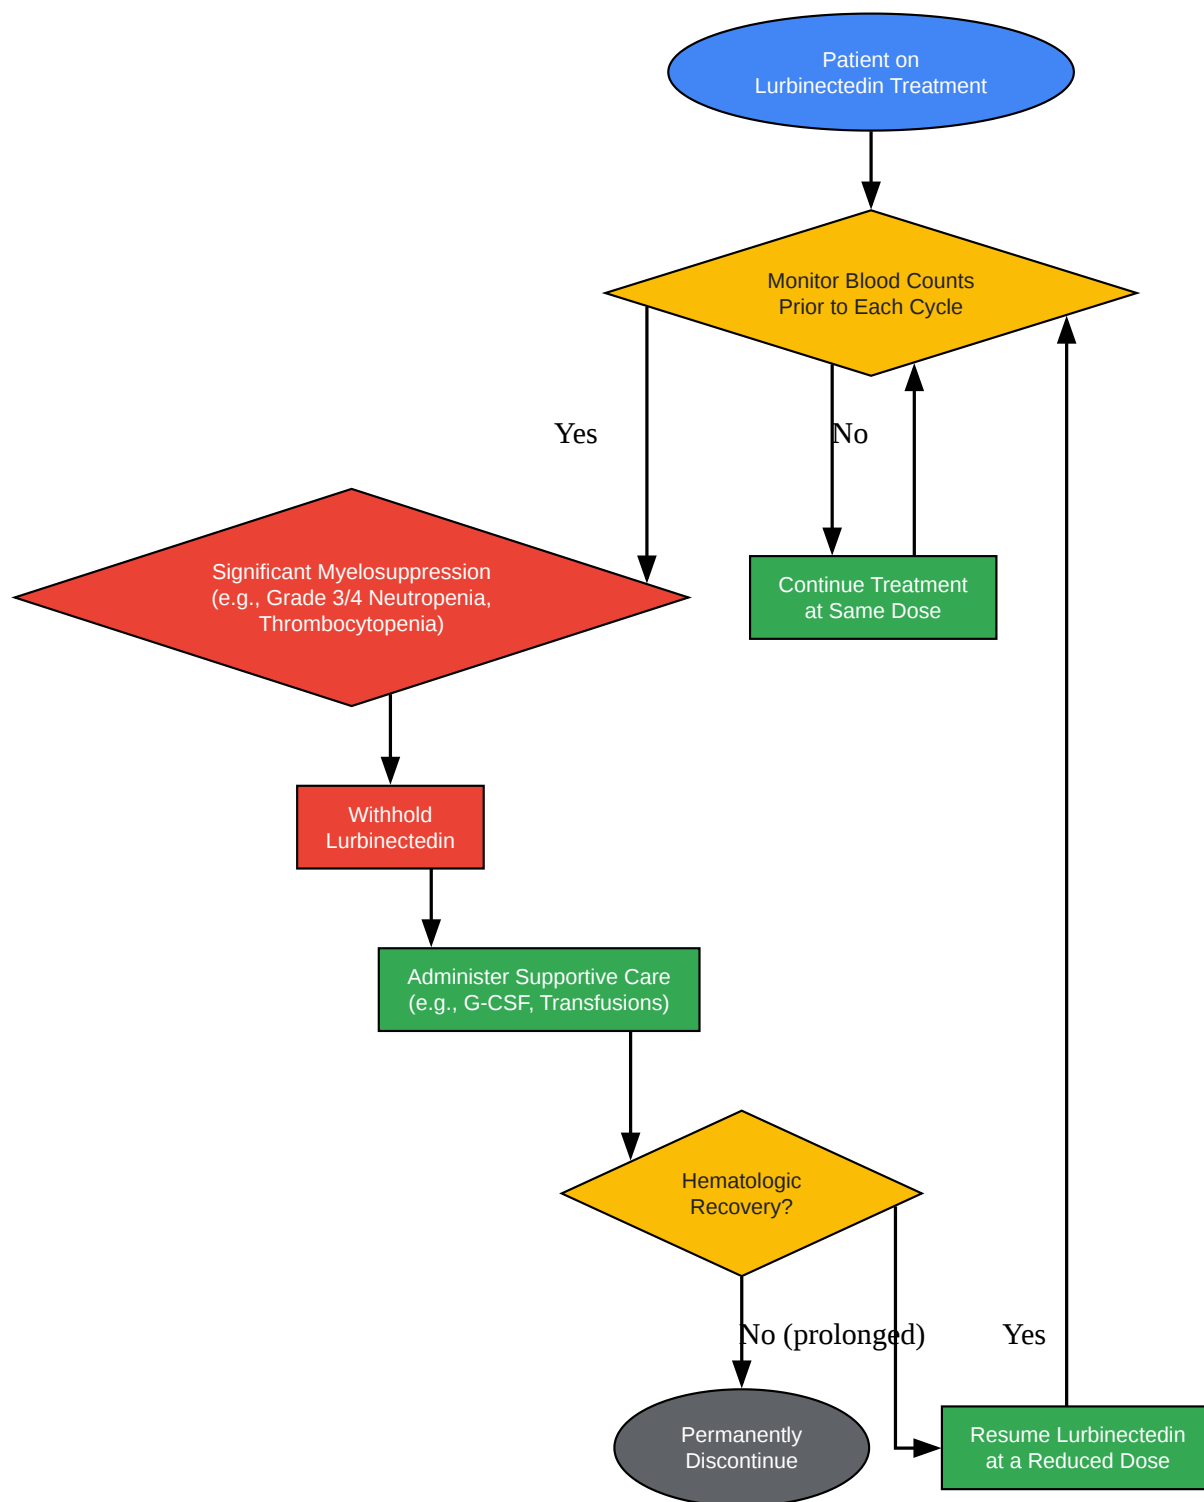 Patient on
Lurbinectedin Treatment
Monitor Blood Counts
Prior to Each Cycle
Yes
No
Significant Myelosuppression
(e.g., Grade 3/4 Neutropenia,
Thrombocytopenia)
Continue Treatment
at Same Dose
Withhold
Lurbinectedin
Administer Supportive Care
(e.g., G-CSF, Transfusions)
Hematologic
Recovery?
No (prolonged)
Yes
Permanently
Discontinue
Resume Lurbinectedin
at a Reduced Dose